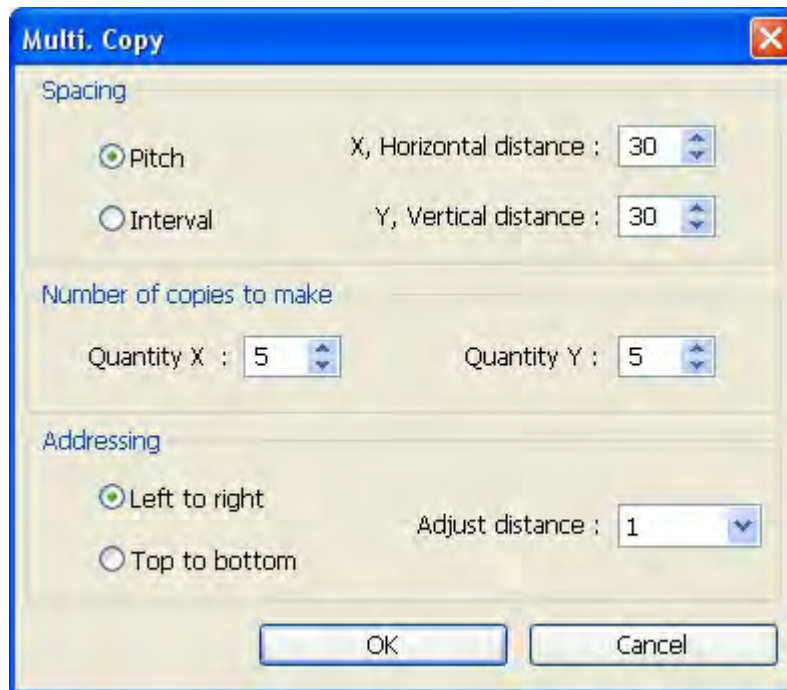 Multi. Copy
Spacing
Pitch
X, Horizontal distance : 30
Interval
Y, Vertical distance : 30
Number of copies to make
Quantity X : 5
Quantity Y : 5
Addressing
Left to right
Adjust distance : 1
Top to bottom
OK
Cancel